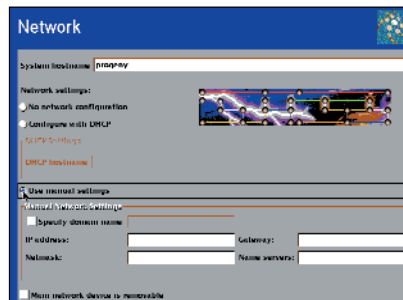 Network
System hostname progeny
Network settings:
No network configuration
Configure with DHCP
DHCP Settings
DHCP hostname
Use manual settings
Manual Network Settings
Specify domain name
IP address: Gateway:
Netmask: Name servers:
Main network device is removable